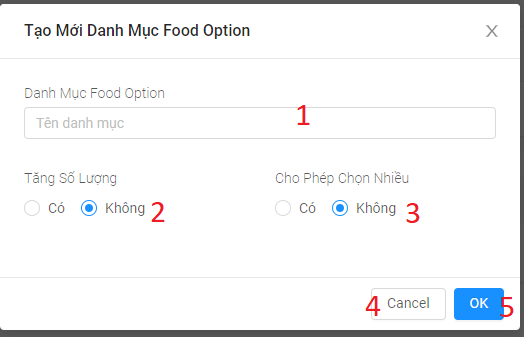 Tạo Mới Danh Mục Food Option
Danh Mục Food Option
Tên danh mục 1
Tăng Số Lượng Cho Phép Chọn Nhiều
Có Không 2 Có Không 3
4 Cancel OK 5